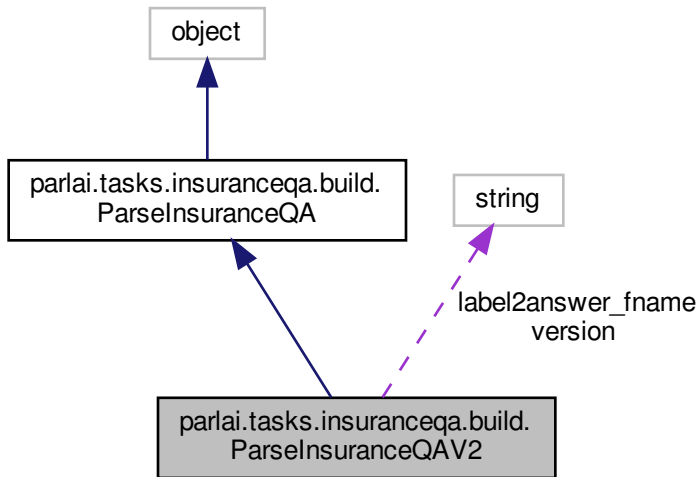 object
parlai.tasks.insuranceqa.build.
ParseInsuranceQA
string
label2answer_fname
version
parlai.tasks.insuranceqa.build.
ParseInsuranceQAV2